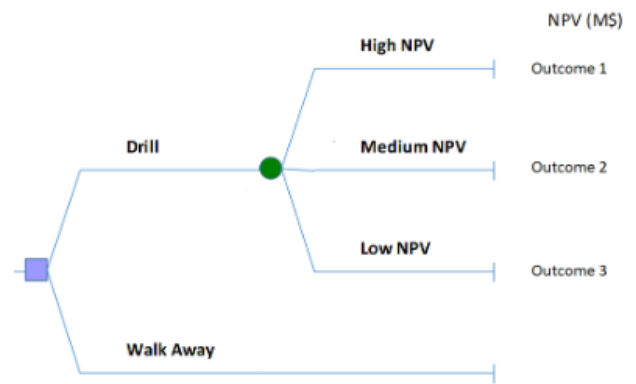 NPV (M$)
High NPV
Outcome 1
Drill
Medium NPV
Outcome 2
Low NPV
Outcome 3
Walk Away